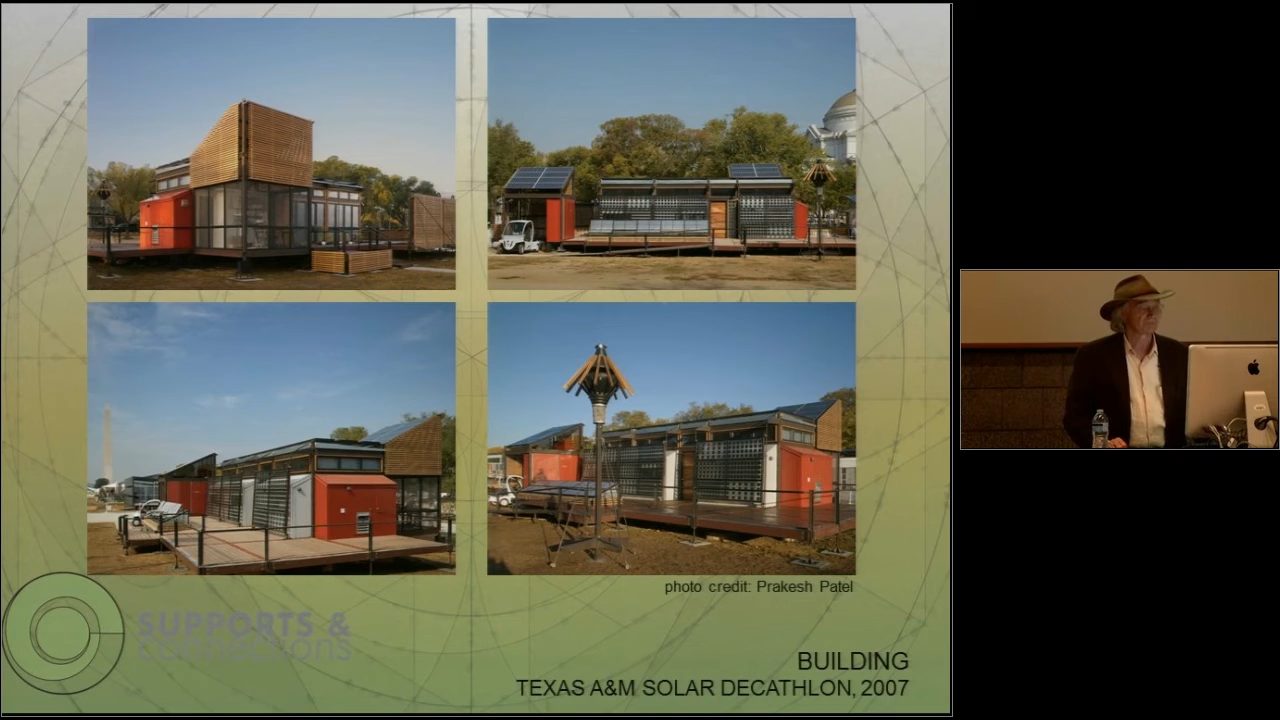 photo credit: Prakesh Patel
SUPPORTS &
connections
BUILDING
TEXAS A&M SOLAR DECATHLON, 2007